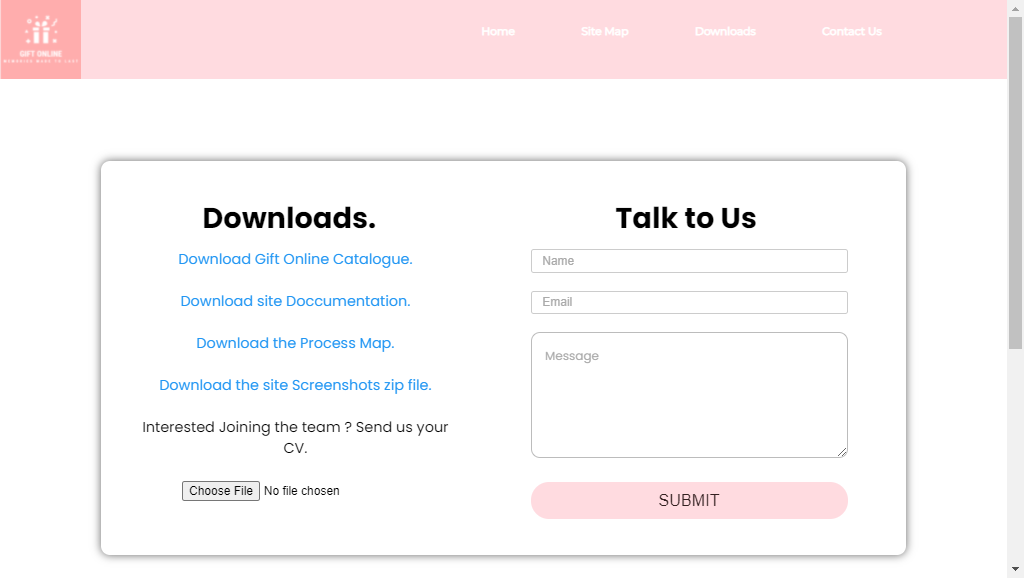 GIFT ONLINE
MEMORIES MADE TO LAST
Home
Site Map
Downloads
Contact Us
Downloads.
Download Gift Online Catalogue.
Download site Doccumentation.
Download the Process Map.
Download the site Screenshots zip file.
Interested Joining the team ? Send us your
CV.
Choose File No file chosen
Talk to Us
Name
Email
Message
SUBMIT